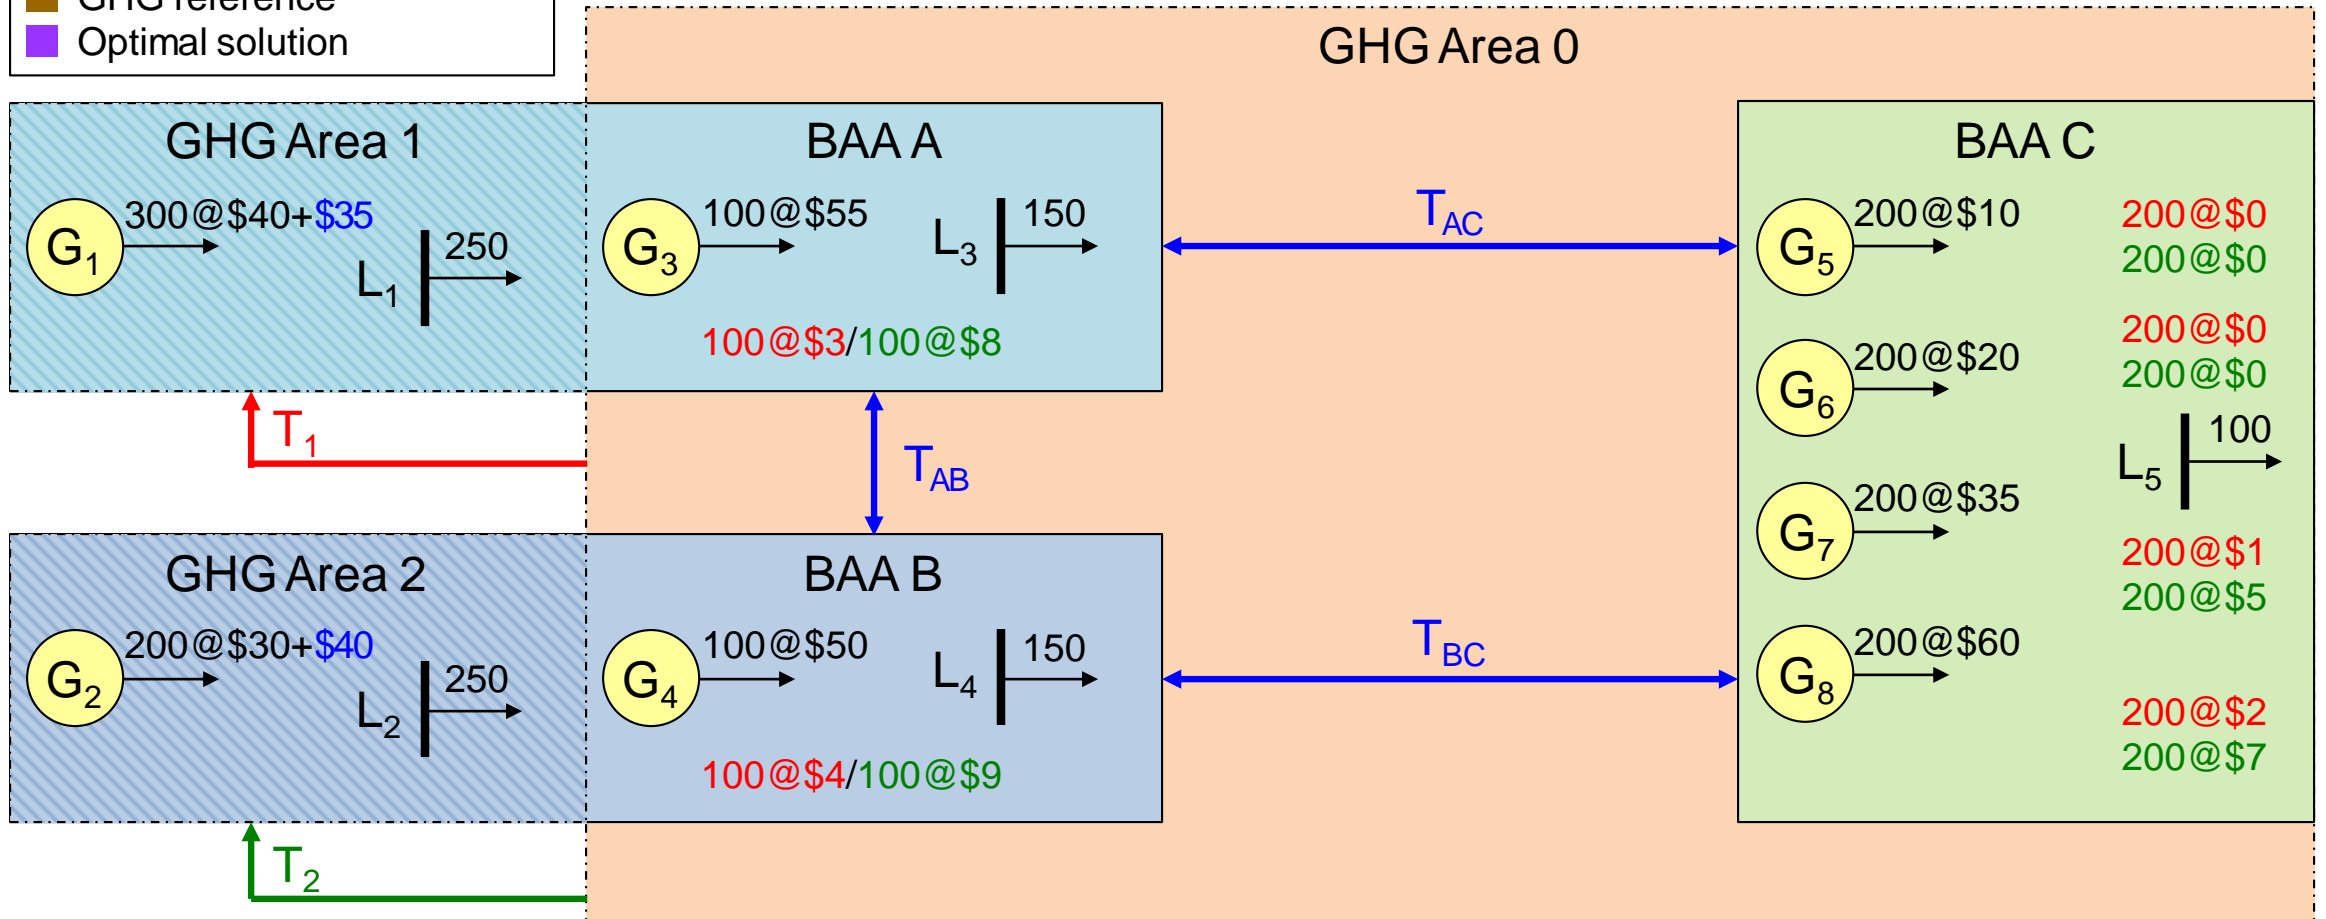 GHG reference
Optimal solution
GHG Area 0
GHG Area 1
BAA A
BAA C
G1
300@$40+$35
L1
250
G3
100@$55
L3
150
100@$3/100@$8
TAC
G5
200@$10
200@$0
200@$0
G6
200@$20
200@$0
200@$0
L5
100
T1
TAB
G7
200@$35
200@$1
200@$5
GHG Area 2
BAA B
G2
200@$30+$40
L2
250
G4
100@$50
L4
150
100@$4/100@$9
TBC
G8
200@$60
200@$2
200@$7
T2